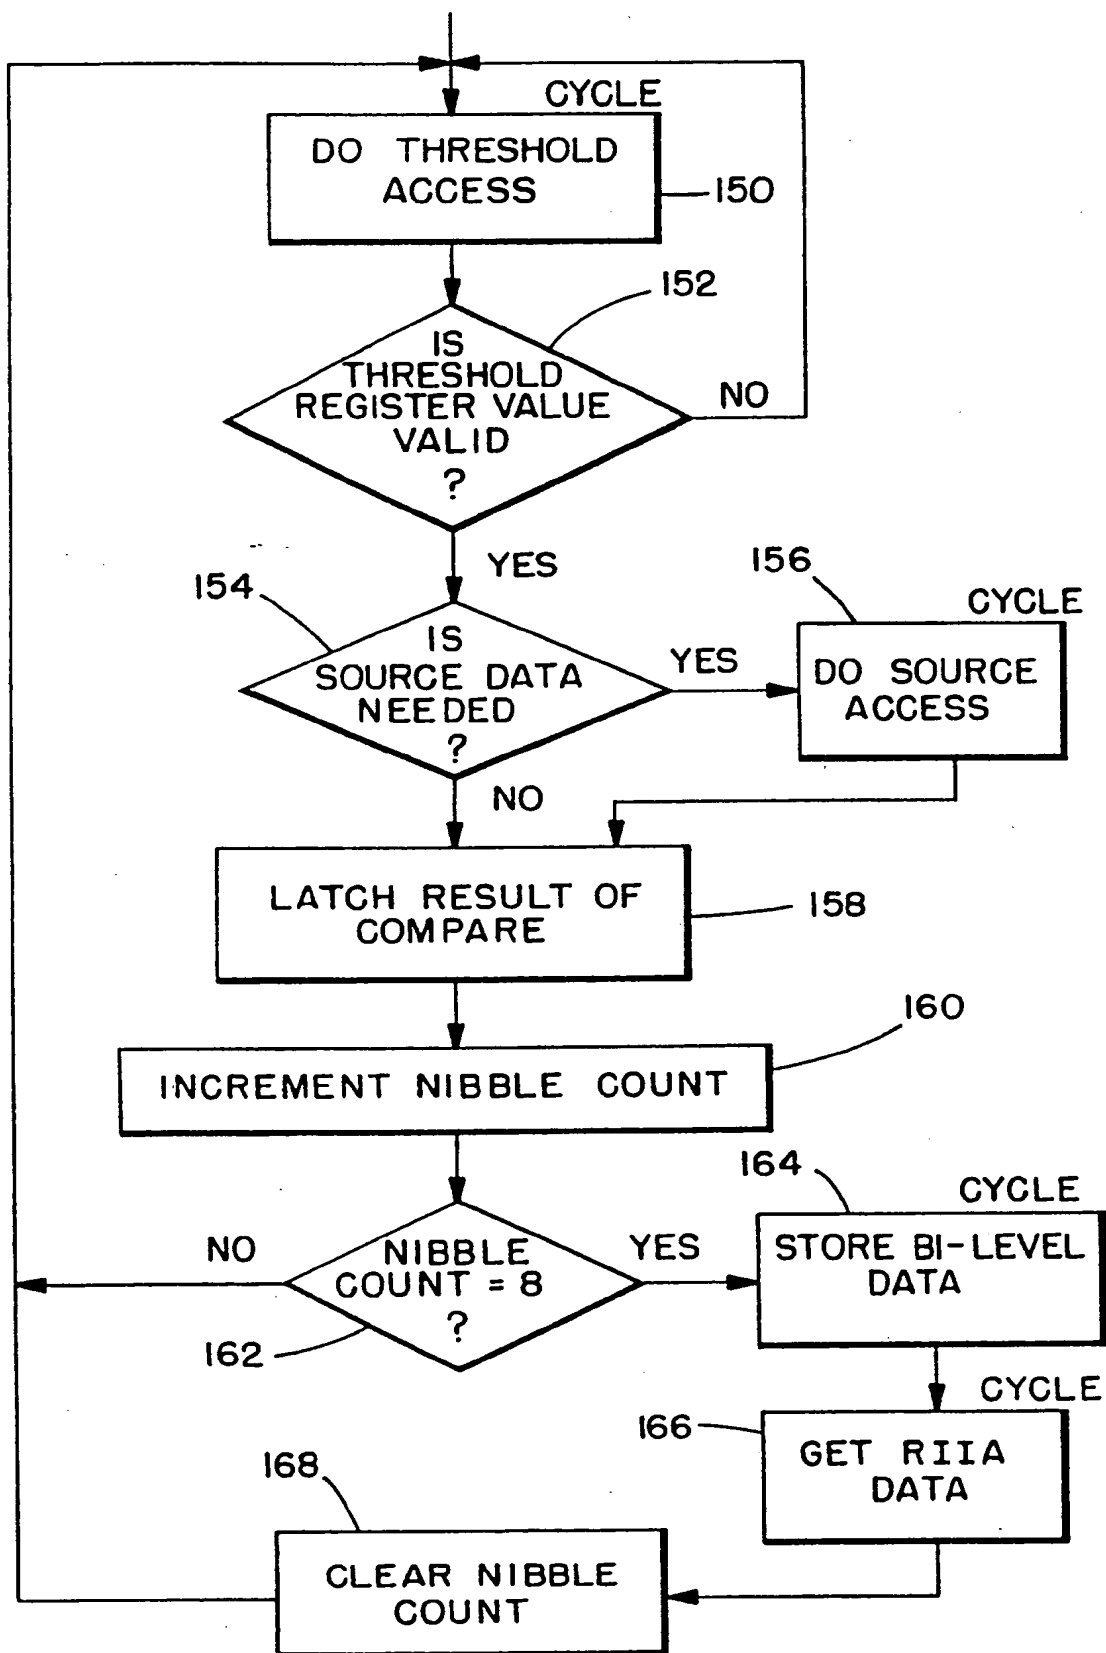 CYCLE
DO THRESHOLD
ACCESS
150
152
IS
THRESHOLD
REGISTER VALUE
VALID
?
NO
YES
154
156
CYCLE
IS
SOURCE DATA
NEEDED
?
YES
DO SOURCE
ACCESS
NO
LATCH RESULT OF
COMPARE
158
160
INCREMENT NIBBLE COUNT
164
CYCLE
NO
NIBBLE
COUNT = 8
?
YES
STORE BI-LEVEL
DATA
162
CYCLE
166
GET RIIA
DATA
168
CLEAR NIBBLE
COUNT